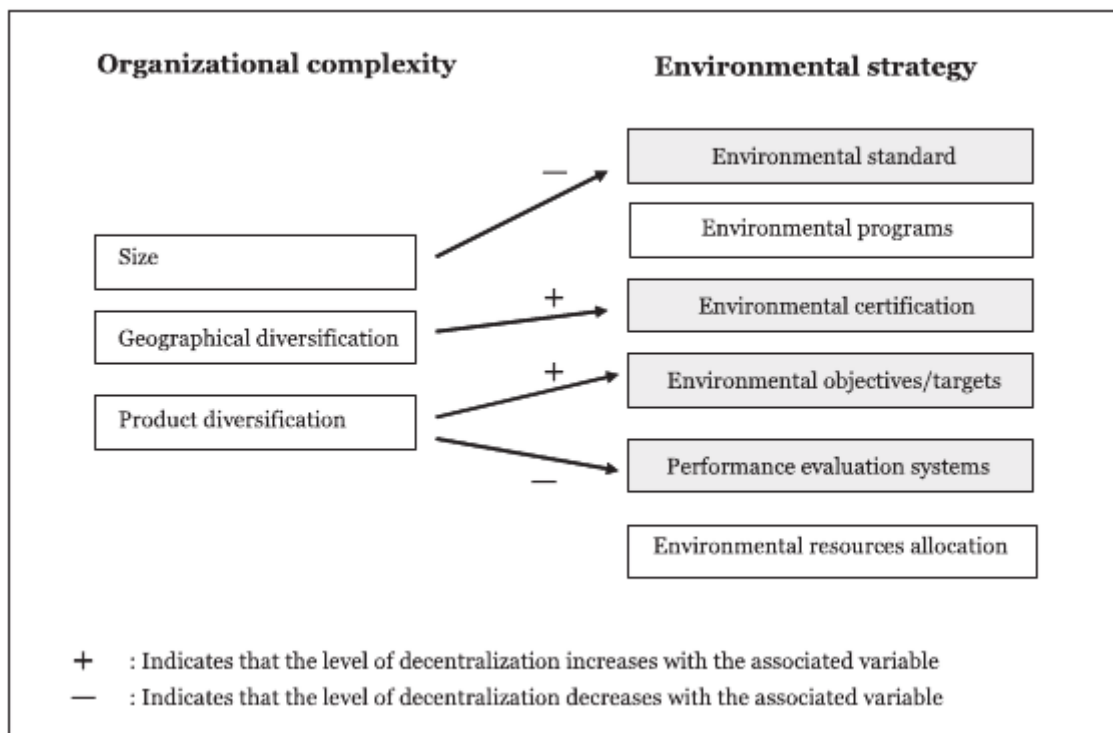 Organizational complexity
Environmental strategy
Environmental standard
Environmental programs
Size
Environmental certification
Geographical diversification
Environmental objectives/targets
Product diversification
Performance evaluation systems
Environmental resources allocation
—
+
+
—
+ : Indicates that the level of decentralization increases with the associated variable
— : Indicates that the level of decentralization decreases with the associated variable